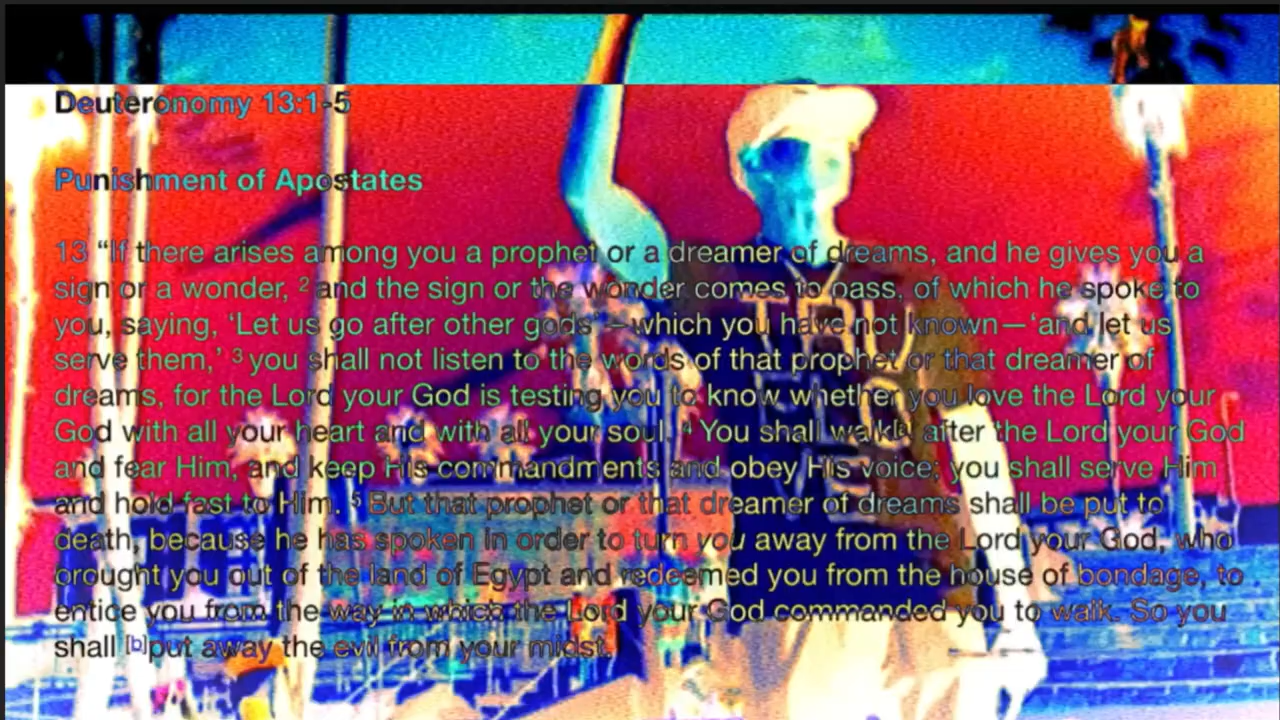 Deuteronomy 13:1-5
Punishment of Apostates
13 “If there arises among you a prophet or a dreamer of dreams, and he gives you a
sign or a wonder, 2 and the sign or the wonder comes to pass, of which he spoke to
you, saying, ‘Let us go after other gods’—which you have not known—‘and let us
serve them,’ 3 you shall not listen to the words of that prophet or that dreamer of
dreams, for the Lord your God is testing you to know whether you love the Lord your
God with all your heart and with all your soul. 4 You shall walk[a] after the Lord your God
and fear Him, and keep His commandments and obey His voice; you shall serve Him
and hold fast to Him. 5 But that prophet or that dreamer of dreams shall be put to
death, because he has spoken in order to turn you away from the Lord your God, who
brought you out of the land of Egypt and redeemed you from the house of bondage, to
entice you from the way in which the Lord your God commanded you to walk. So you
shall [b]put away the evil from your midst.